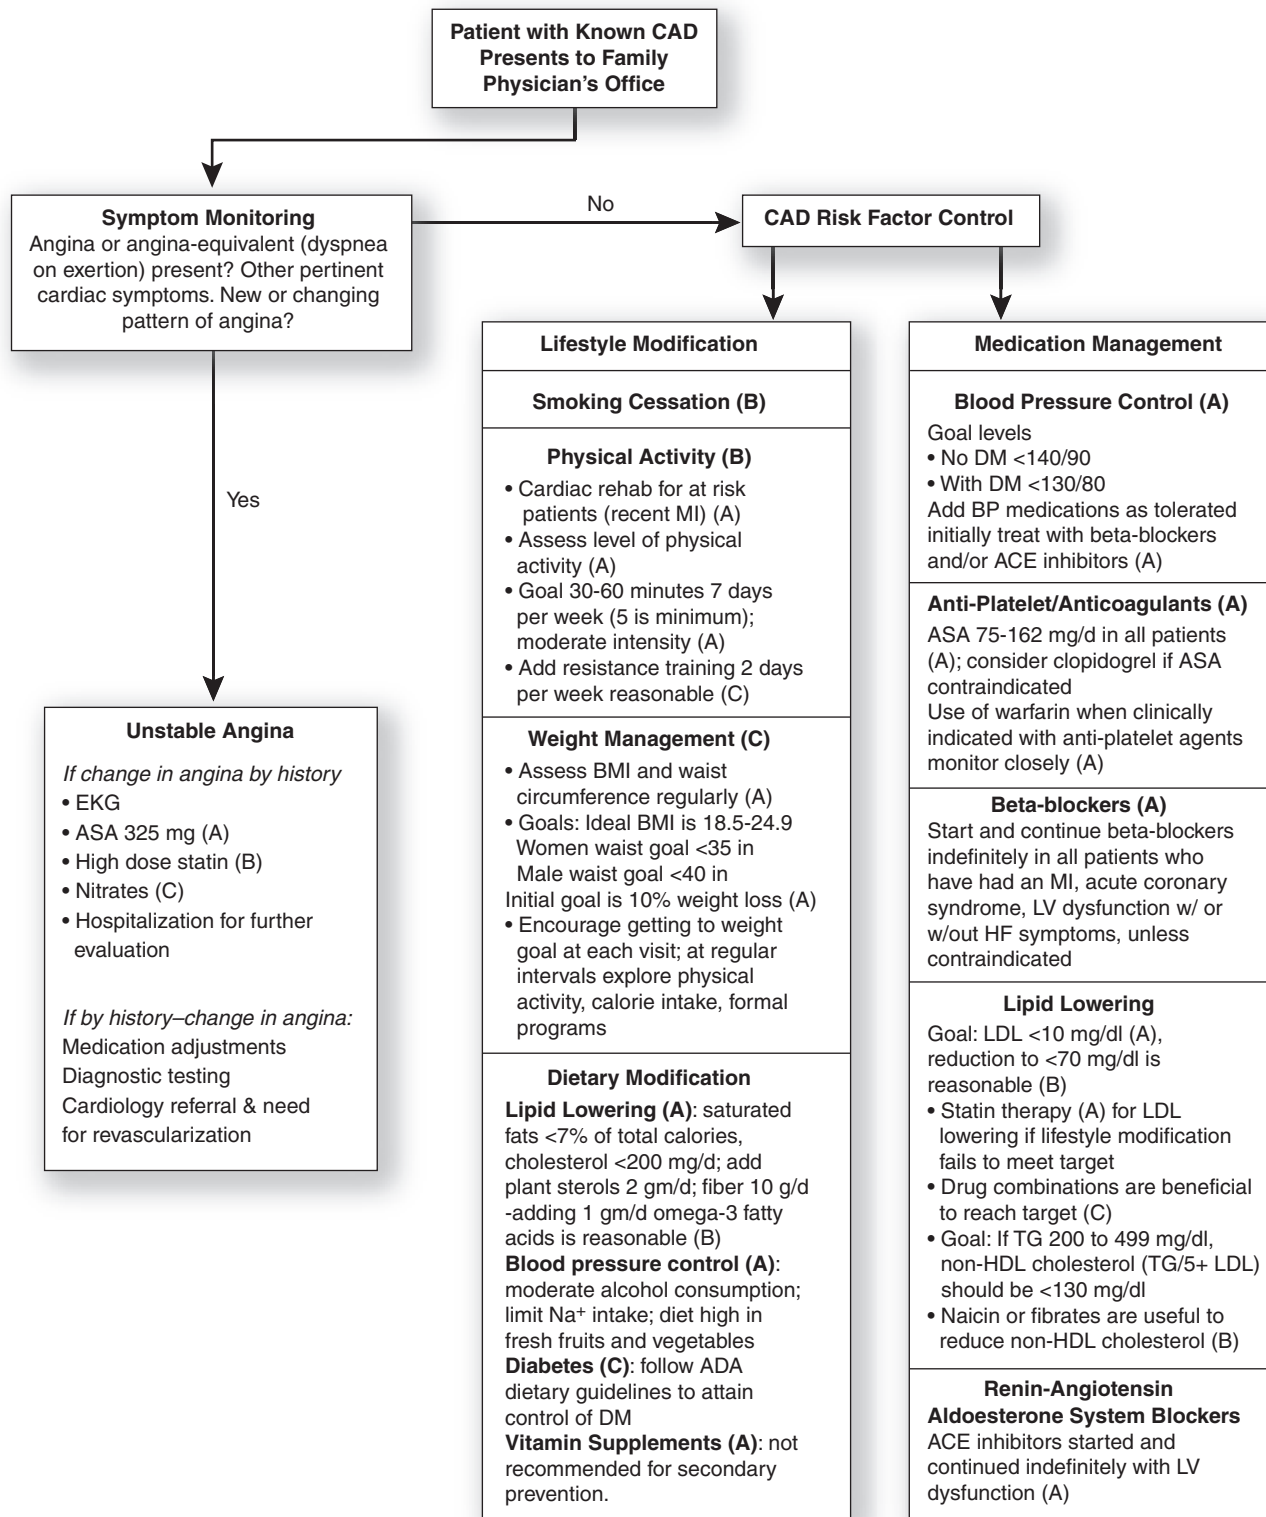 Patient with Known CAD
Presents to Family
Physician's Office
Symptom Monitoring
Angina or angina-equivalent (dyspnea
on exertion) present? Other pertinent
cardiac symptoms. New or changing
pattern of angina?
No
CAD Risk Factor Control
Yes
Unstable Angina
If change in angina by history
• EKG
• ASA 325 mg (A)
• High dose statin (B)
• Nitrates (C)
• Hospitalization for further
evaluation
If by history–change in angina:
Medication adjustments
Diagnostic testing
Cardiology referral & need
for revascularization
Lifestyle Modification
Smoking Cessation (B)
Physical Activity (B)
• Cardiac rehab for at risk
patients (recent MI) (A)
• Assess level of physical
activity (A)
• Goal 30-60 minutes 7 days
per week (5 is minimum);
moderate intensity (A)
• Add resistance training 2 days
per week reasonable (C)
Weight Management (C)
• Assess BMI and waist
circumference regularly (A)
• Goals: Ideal BMI is 18.5-24.9
Women waist goal <35 in
Male waist goal <40 in
Initial goal is 10% weight loss (A)
• Encourage getting to weight
goal at each visit; at regular
intervals explore physical
activity, calorie intake, formal
programs
Dietary Modification
Lipid Lowering (A): saturated
fats <7% of total calories,
cholesterol <200 mg/d; add
plant sterols 2 gm/d; fiber 10 g/d
-adding 1 gm/d omega-3 fatty
acids is reasonable (B)
Blood pressure control (A):
moderate alcohol consumption;
limit Na⁺ intake; diet high in
fresh fruits and vegetables
Diabetes (C): follow ADA
dietary guidelines to attain
control of DM
Vitamin Supplements (A): not
recommended for secondary
prevention.
Medication Management
Blood Pressure Control (A)
Goal levels
• No DM <140/90
• With DM <130/80
Add BP medications as tolerated
initially treat with beta-blockers
and/or ACE inhibitors (A)
Anti-Platelet/Anticoagulants (A)
ASA 75-162 mg/d in all patients
(A); consider clopidogrel if ASA
contraindicated
Use of warfarin when clinically
indicated with anti-platelet agents
monitor closely (A)
Beta-blockers (A)
Start and continue beta-blockers
indefinitely in all patients who
have had an MI, acute coronary
syndrome, LV dysfunction w/ or
w/out HF symptoms, unless
contraindicated
Lipid Lowering
Goal: LDL <10 mg/dl (A),
reduction to <70 mg/dl is
reasonable (B)
• Statin therapy (A) for LDL
lowering if lifestyle modification
fails to meet target
• Drug combinations are beneficial
to reach target (C)
• Goal: If TG 200 to 499 mg/dl,
non-HDL cholesterol (TG/5+ LDL)
should be <130 mg/dl
• Naicin or fibrates are useful to
reduce non-HDL cholesterol (B)
Renin-Angiotensin
Aldoesterone System Blockers
ACE inhibitors started and
continued indefinitely with LV
dysfunction (A)